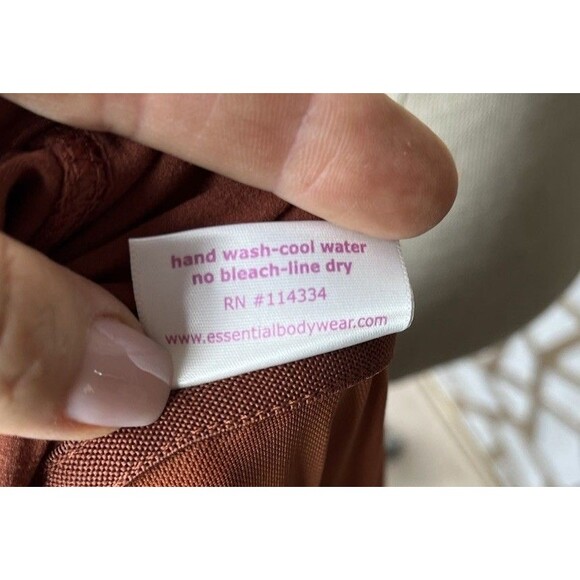 hand wash-cool water
no bleach-line dry
RN #114334
www.essentialbodywear.com